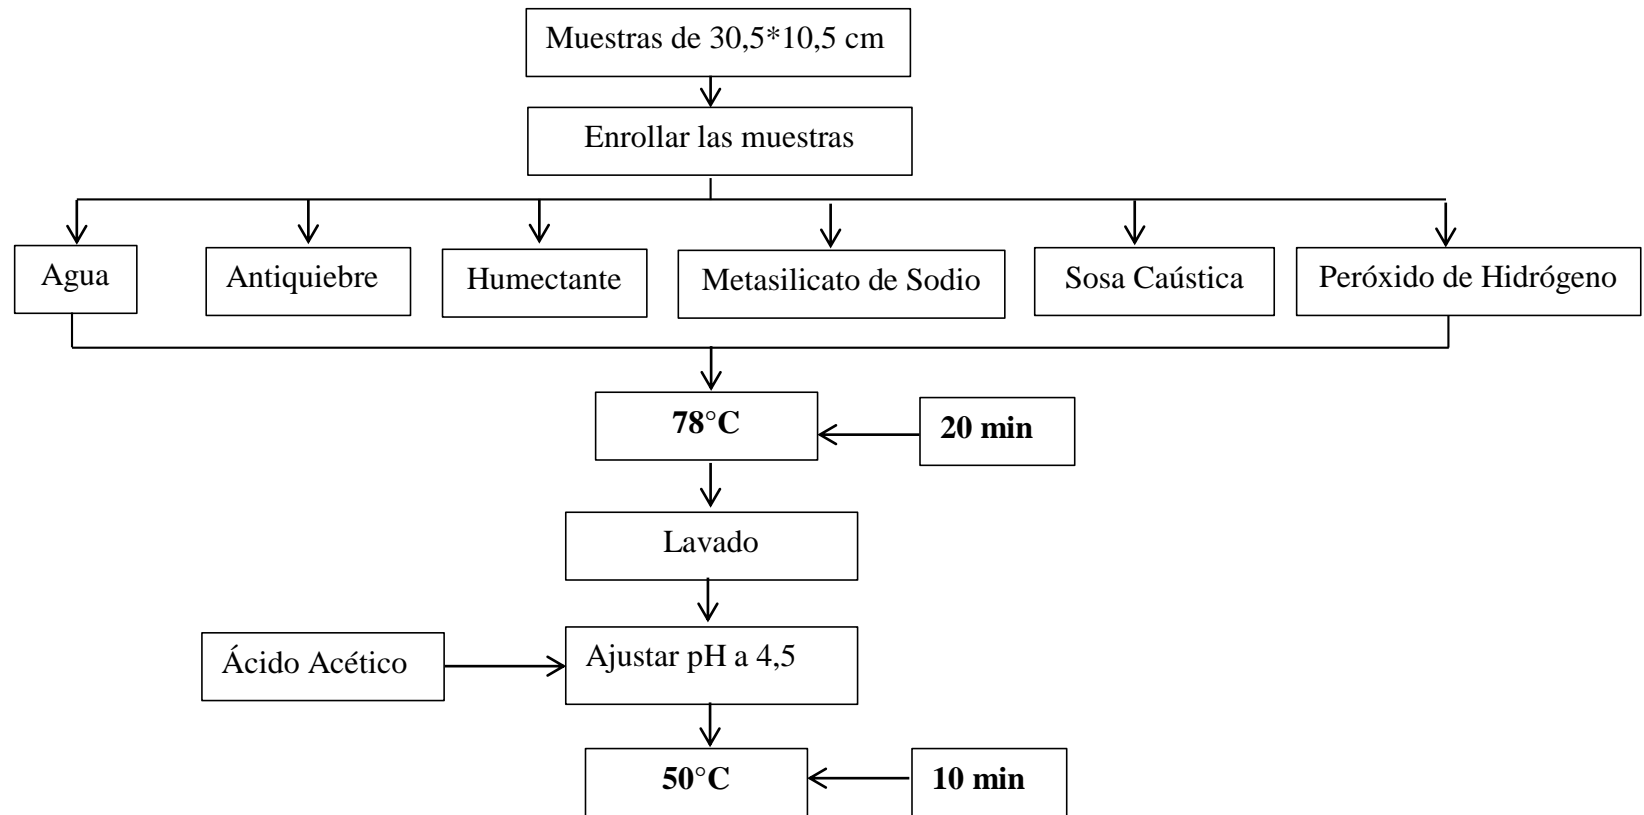 Muestras de 30,5*10,5 cm
Enrollar las muestras
Agua
Antiquiebre
Humectante
Metasilicato de Sodio
Sosa Caústica
Peróxido de Hidrógeno
78°C
20 min
Lavado
Ácido Acético
Ajustar pH a 4,5
50°C
10 min